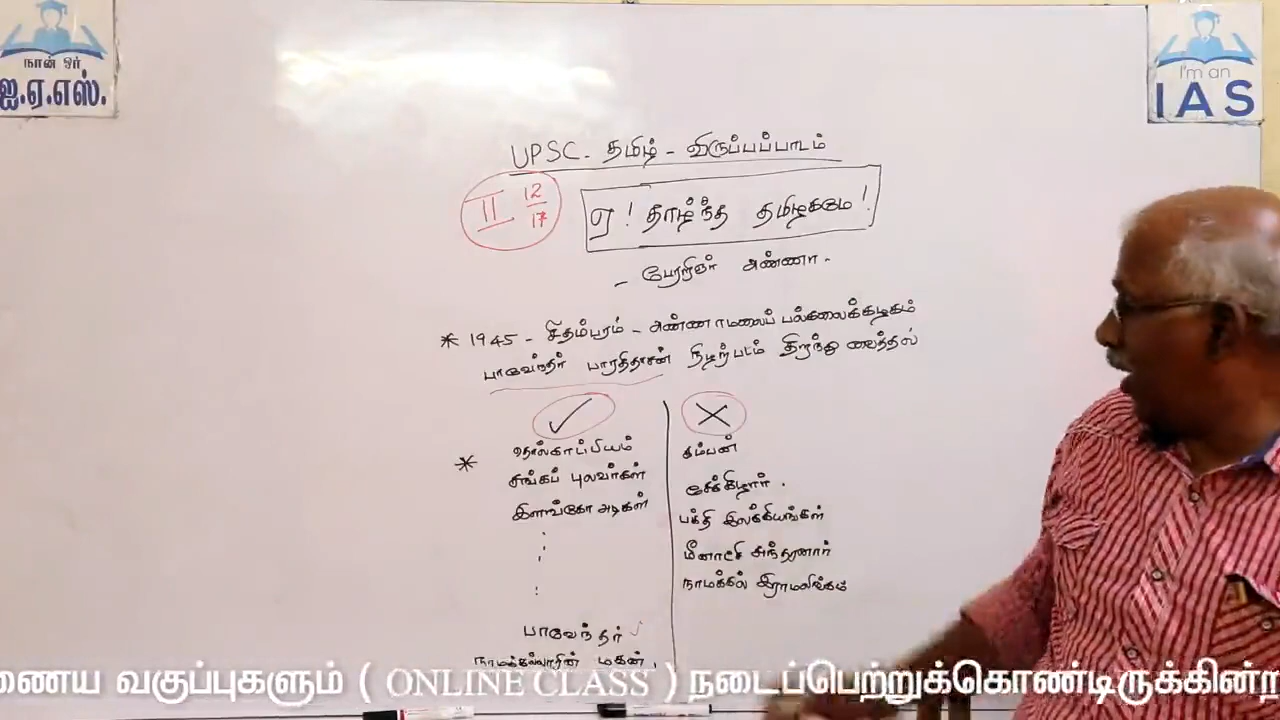 நான் ஓர்
ஐ.ஏ.எஸ்.
I'm an
IAS
UPSC - தமிழ் - விருப்பப்பாடம்
II 12/17
ஏ! தாழ்ந்த தமிழகமே!
- பேரறிஞர் அண்ணா.
* 1945 - சிதம்பரம் - அண்ணாமலைப் பல்கலைக்கழகம்
பாவேந்தர் பாரதிதாசன் நிழற்படம் திறந்து வைத்தல்
✓ ✗
* தொல்காப்பியம் கம்பன்
சங்கப் புலவர்கள் சேக்கிழார்.
இளங்கோ அடிகள் பக்தி இலக்கியங்கள்
மீனாட்சி சுந்தரனார்
நாமக்கல் இராமலிங்கம்
பாவேந்தர் ✓
நாமக்கல்லாரின் மகன்.
ணைய வகுப்புகளும் ( ONLINE CLASS ) நடைப்பெற்றுக்கொண்டிருக்கின்ற